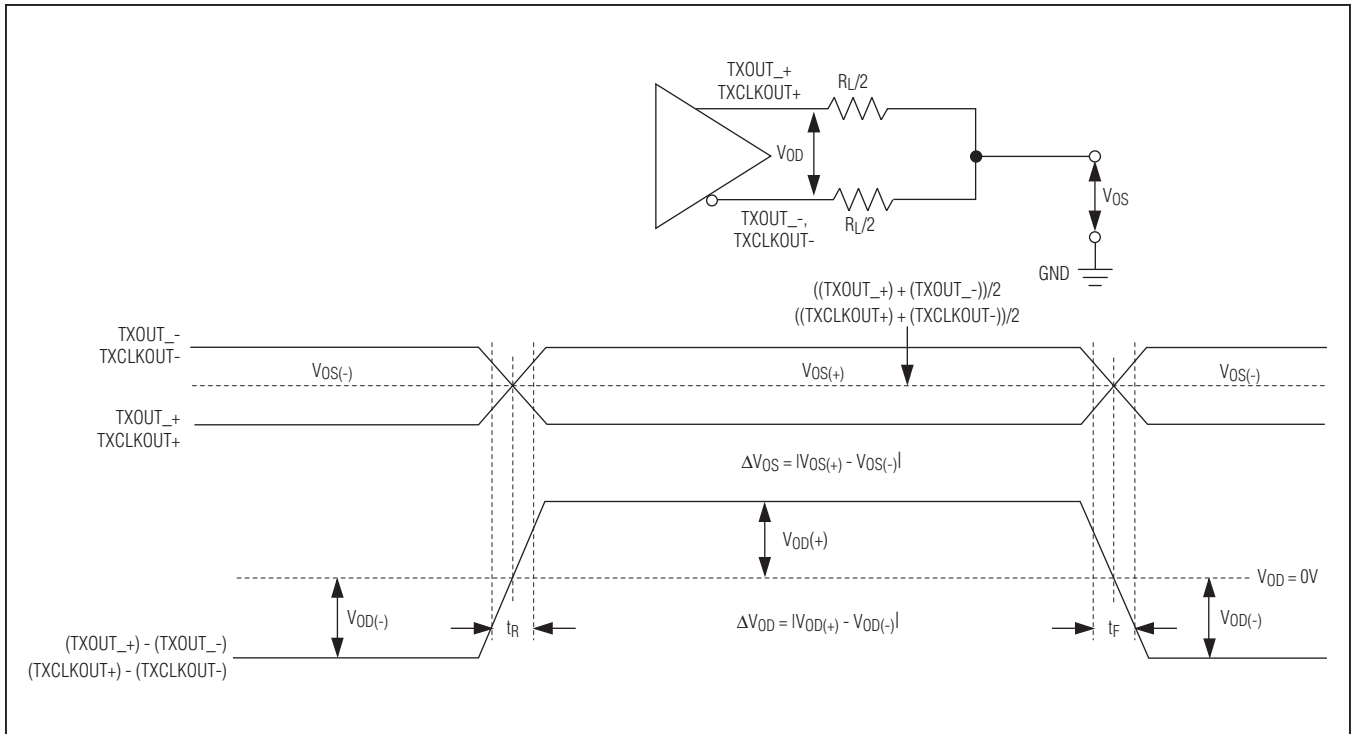 TXOUT_+
TXCLKOUT+
RL/2
VOD
VOS
TXOUT_-,
TXCLKOUT-
RL/2
GND
((TXOUT_+) + (TXOUT_-))/2
((TXCLKOUT+) + (TXCLKOUT-))/2
TXOUT_-
TXCLKOUT-
VOS(-)
VOS(+)
VOS(-)
TXOUT_+
TXCLKOUT+
ΔVOS = |VOS(+) - VOS(-)|
VOD(+)
VOD = 0V
VOD(-)
tR
ΔVOD = |VOD(+) - VOD(-)|
tF
VOD(-)
(TXOUT_+) - (TXOUT_-)
(TXCLKOUT+) - (TXCLKOUT-)